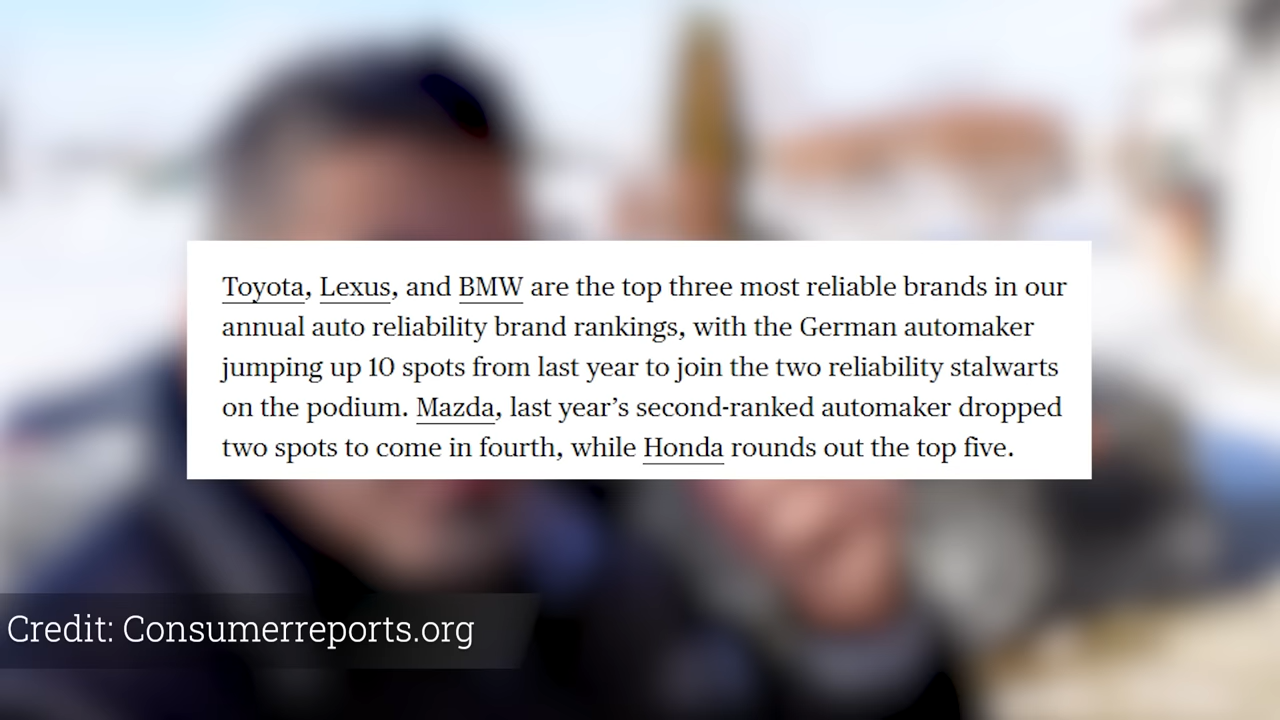 Toyota, Lexus, and BMW are the top three most reliable brands in our
annual auto reliability brand rankings, with the German automaker
jumping up 10 spots from last year to join the two reliability stalwarts
on the podium. Mazda, last year’s second-ranked automaker dropped
two spots to come in fourth, while Honda rounds out the top five.
Credit: Consumerreports.org